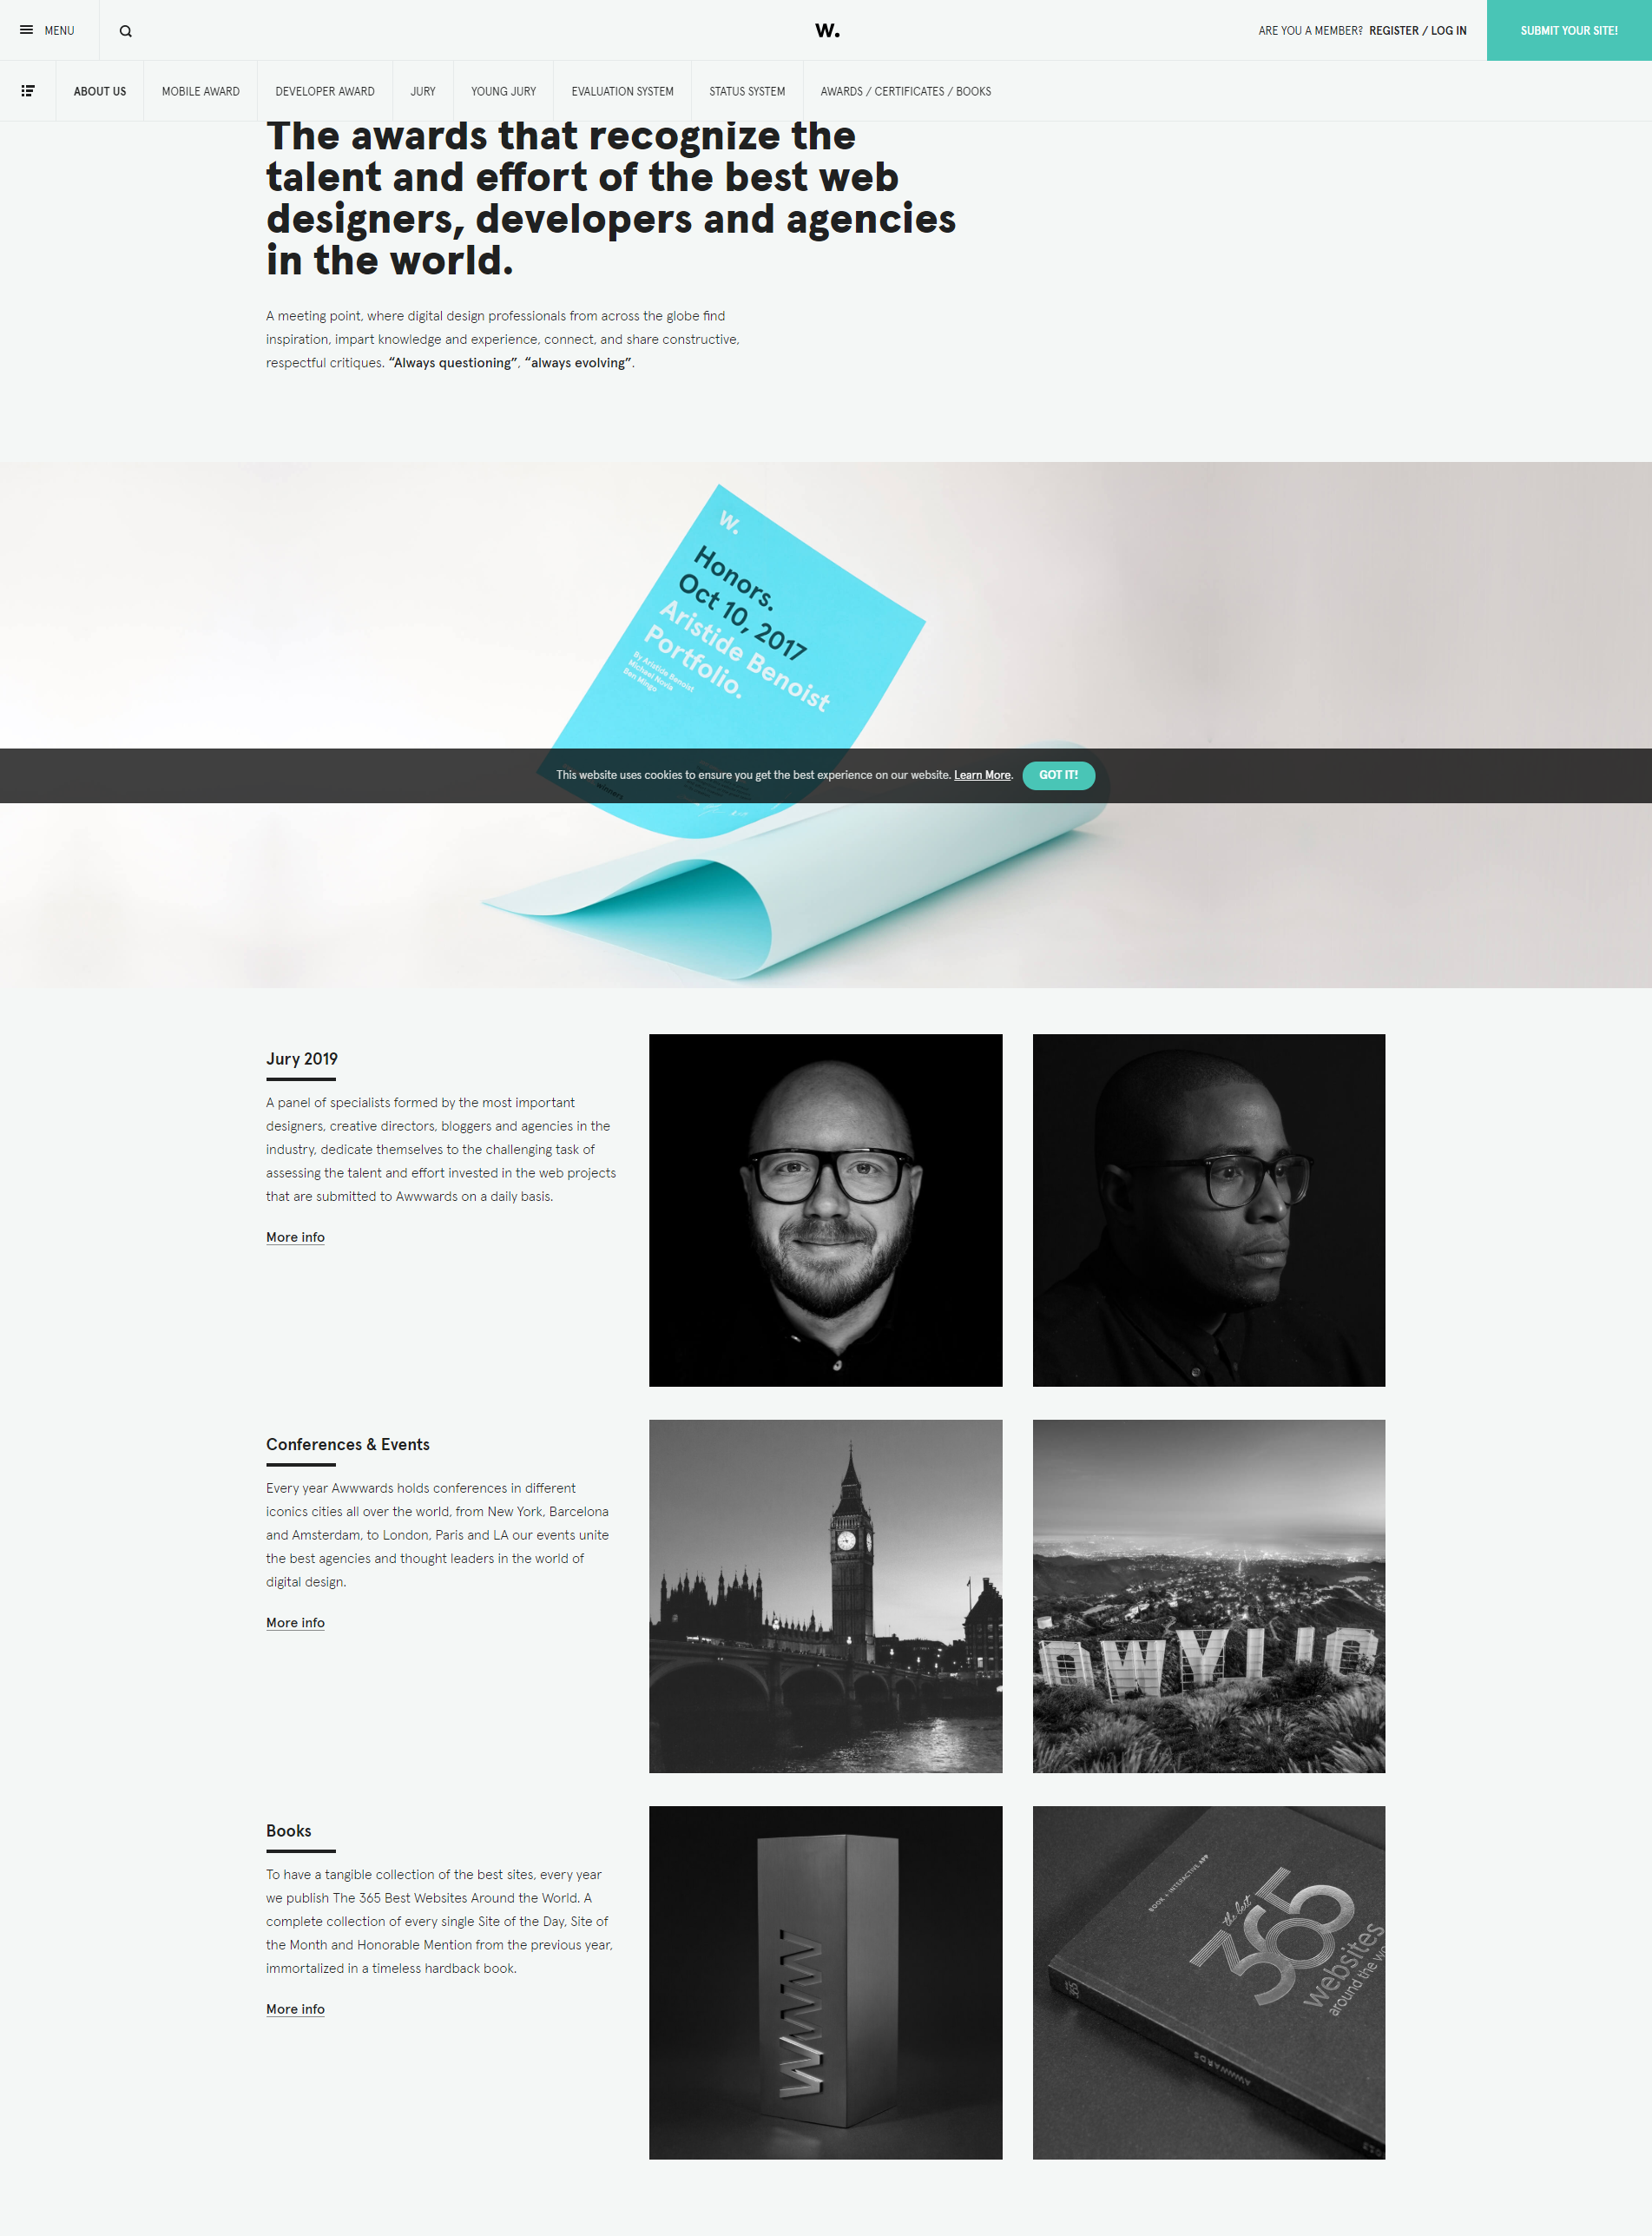 MENU
W.
ARE YOU A MEMBER? REGISTER / LOG IN
SUBMIT YOUR SITE!
ABOUT US
MOBILE AWARD
DEVELOPER AWARD
JURY
YOUNG JURY
EVALUATION SYSTEM
STATUS SYSTEM
AWARDS / CERTIFICATES / BOOKS
The awards that recognize the
talent and effort of the best web
designers, developers and agencies
in the world.
A meeting point, where digital design professionals from across the globe find
inspiration, impart knowledge and experience, connect, and share constructive,
respectful critiques. “Always questioning”, “always evolving”.
W.
Honors.
Oct 10, 2017
Aristide Benoist
Portfolio.
By Aristide Benoist
Michael Novia
Ben Mingo
This website uses cookies to ensure you get the best experience on our website. Learn More.
GOT IT!
Jury 2019
A panel of specialists formed by the most important
designers, creative directors, bloggers and agencies in the
industry, dedicate themselves to the challenging task of
assessing the talent and effort invested in the web projects
that are submitted to Awwwards on a daily basis.
More info
Conferences & Events
Every year Awwwards holds conferences in different
iconics cities all over the world, from New York, Barcelona
and Amsterdam, to London, Paris and LA our events unite
the best agencies and thought leaders in the world of
digital design.
More info
Books
To have a tangible collection of the best sites, every year
we publish The 365 Best Websites Around the World. A
complete collection of every single Site of the Day, Site of
the Month and Honorable Mention from the previous year,
immortalized in a timeless hardback book.
More info
WWW
BOOK + INTERACTIVE APP
the best
365
websites
around the wo
365
AWWWARDS